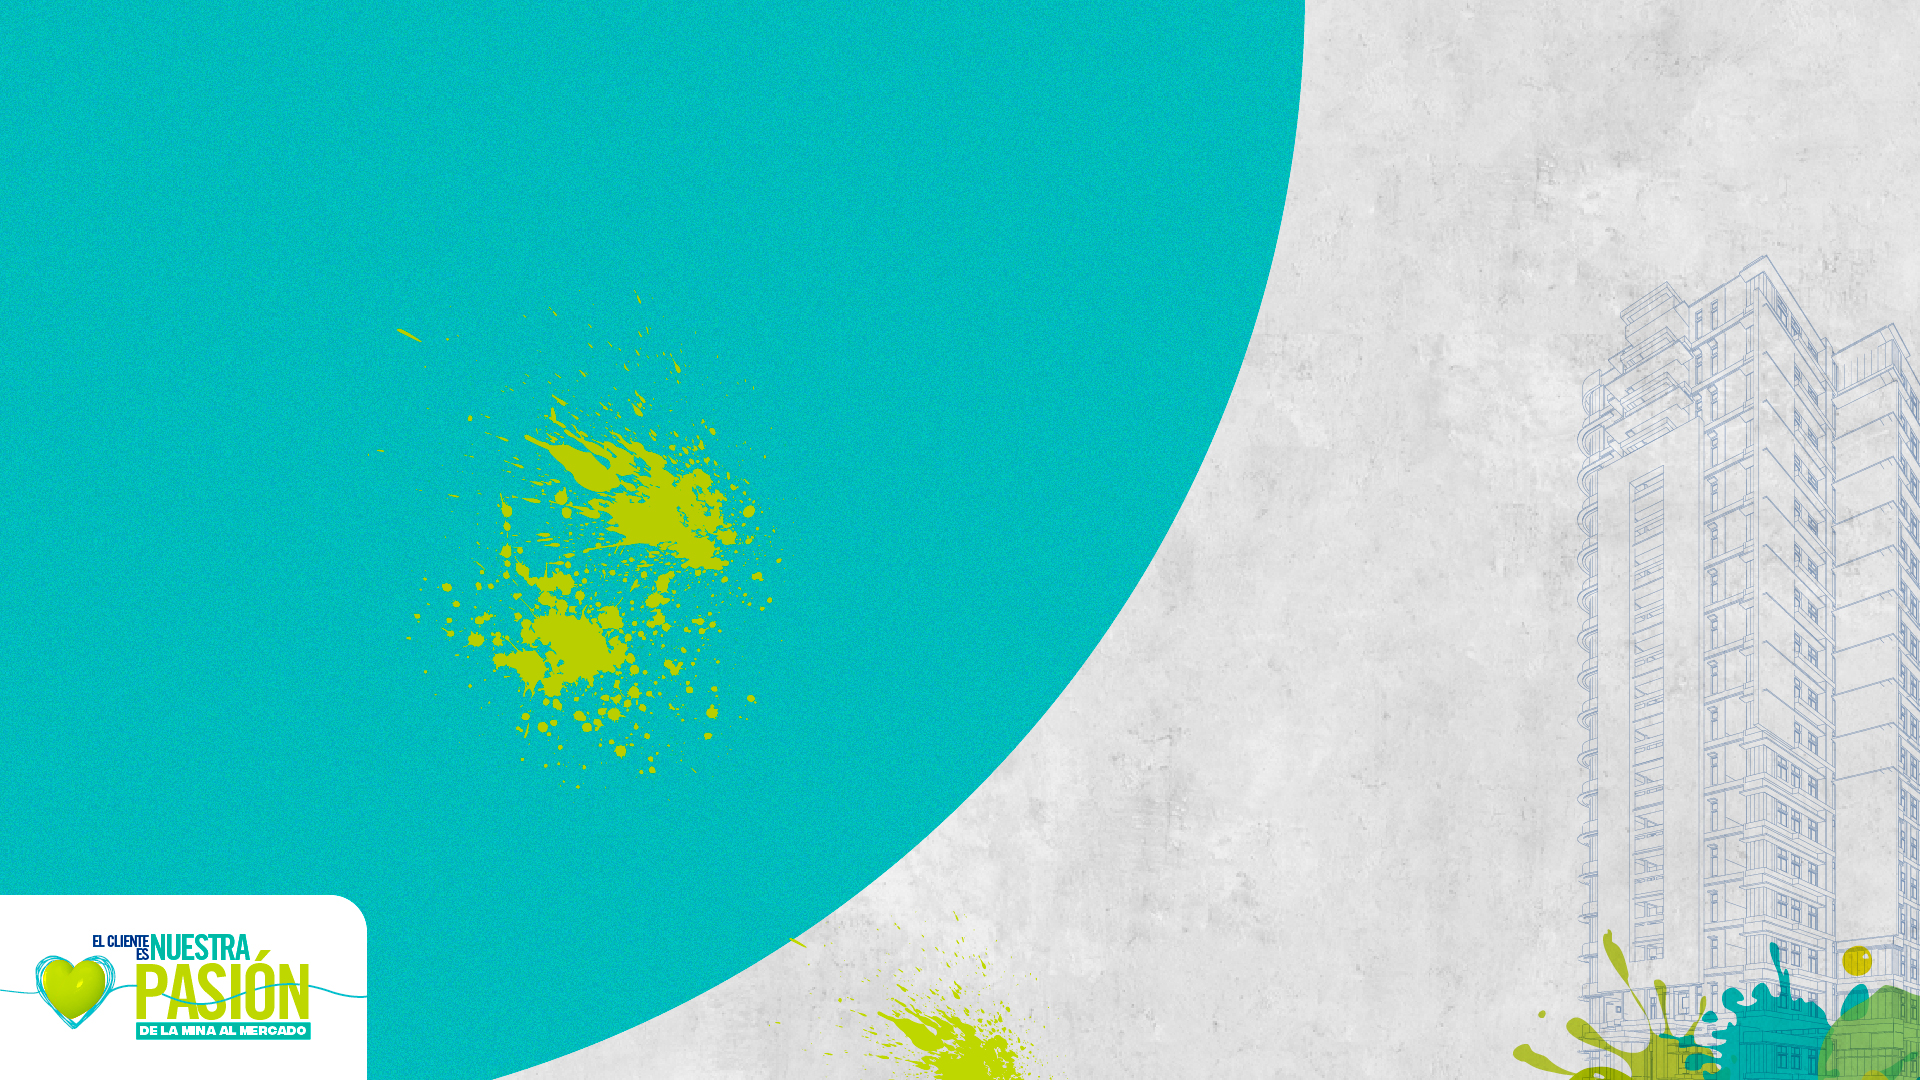 EL CLIENTE
ES NUESTRA
PASIÓN
DE LA MINA AL MERCADO